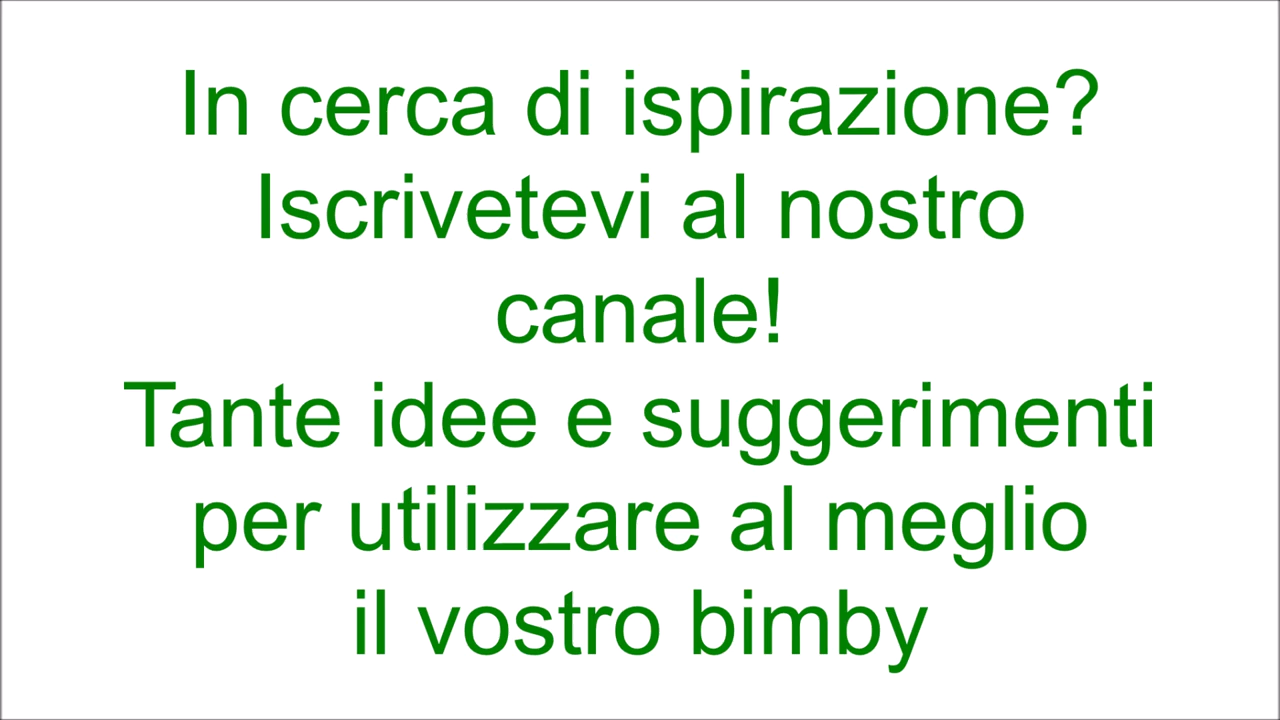 In cerca di ispirazione?
Iscrivetevi al nostro
canale!
Tante idee e suggerimenti
per utilizzare al meglio
il vostro bimby